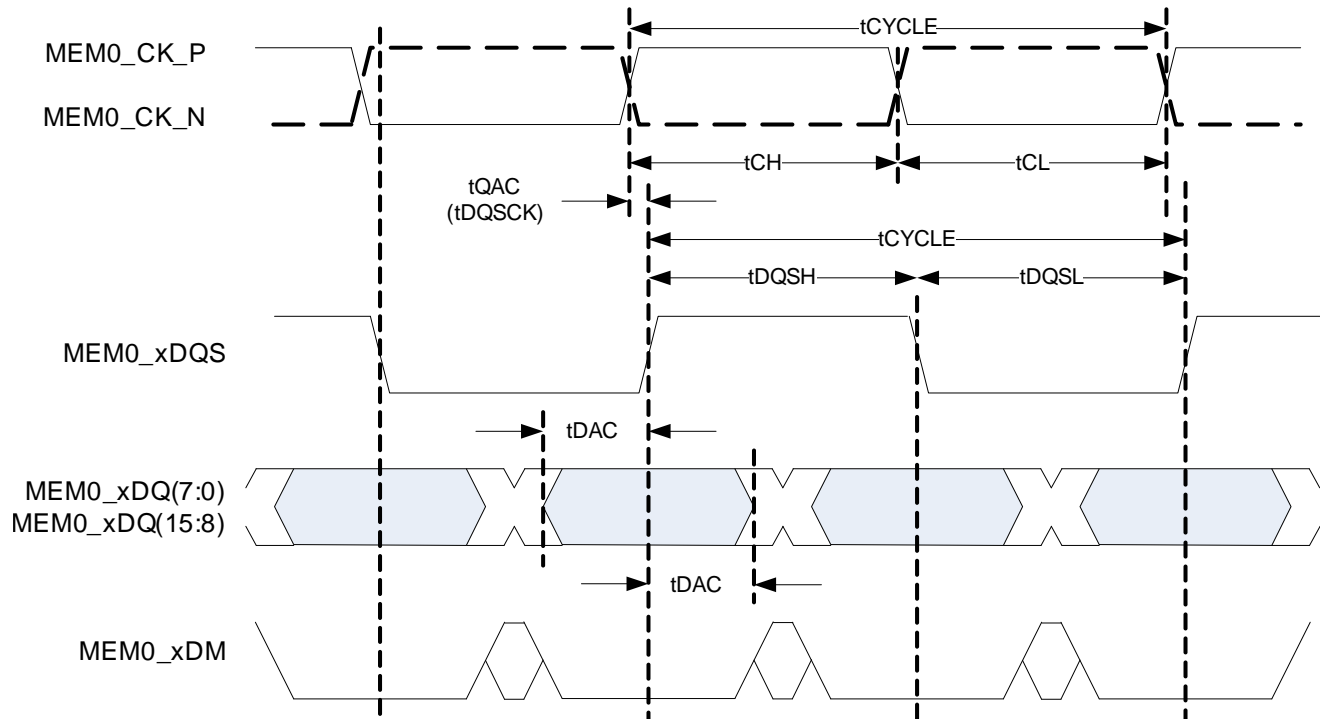 tCYCLE
MEM0_CK_P
MEM0_CK_N
tCH
tCL
tQAC
(tDQSCK)
tCYCLE
tDQSH
tDQSL
MEM0_xDQS
tDAC
MEM0_xDQ(7:0)
MEM0_xDQ(15:8)
tDAC
MEM0_xDM